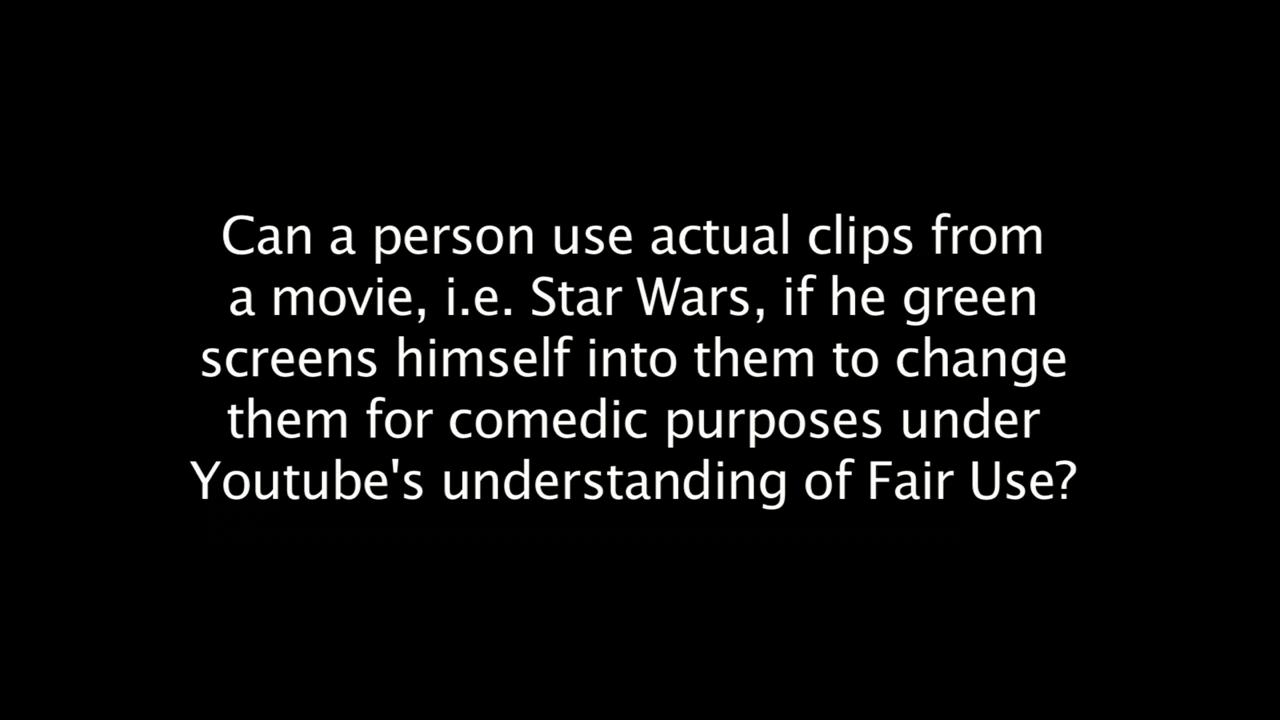 Can a person use actual clips from
a movie, i.e. Star Wars, if he green
screens himself into them to change
them for comedic purposes under
Youtube's understanding of Fair Use?